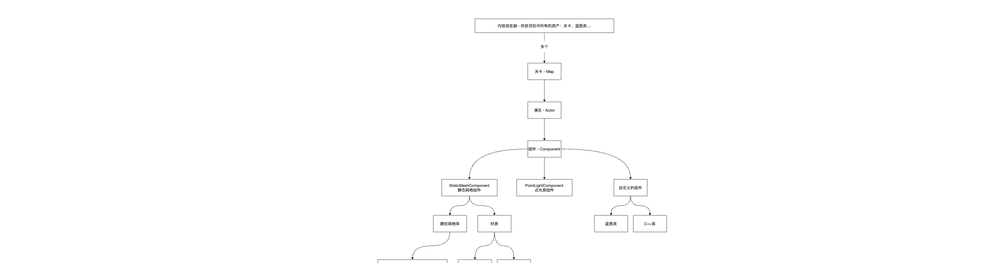 内容浏览器 - 存放项目中所有的资产：关卡、蓝图类....
多个
关卡 - Map
演员 - Actor
组件 - Component
StaticMeshComponent
静态网格组件
PointLightComponent
点光源组件
自定义的组件
静态网格体
材质
蓝图类
C++类